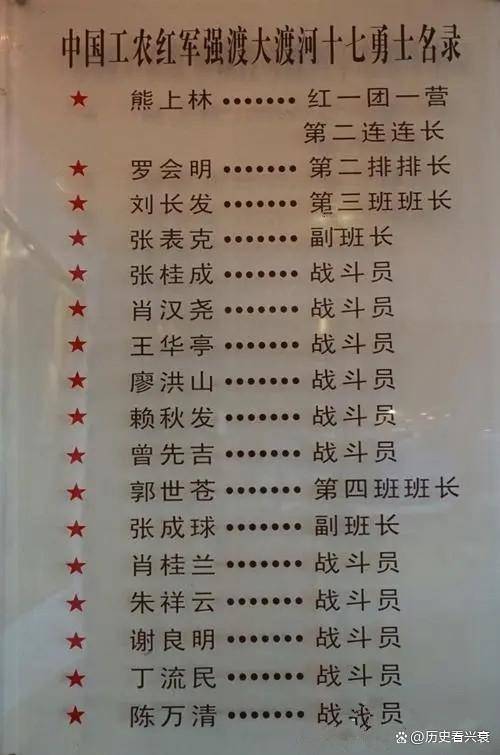 中国工农红军强渡大渡河十七勇士名录
★ 熊上林••••••• 红一团一营
第二连连长
★ 罗会明••••••• 第二排排长
★ 刘长发••••••• 第三班班长
★ 张表克••••••• 副班长
★ 张桂成••••••• 战斗员
★ 肖汉尧••••••• 战斗员
★ 王华亭••••••• 战斗员
★ 廖洪山••••••• 战斗员
★ 赖秋发••••••• 战斗员
★ 曾先吉••••••• 战斗员
★ 郭世苍••••••• 第四班班长
★ 张成球••••••• 副班长
★ 肖桂兰••••••• 战斗员
★ 朱祥云••••••• 战斗员
★ 谢良明••••••• 战斗员
★ 丁流民••••••• 战斗员
★ 陈万清••••••• 战斗员
@历史看兴衰